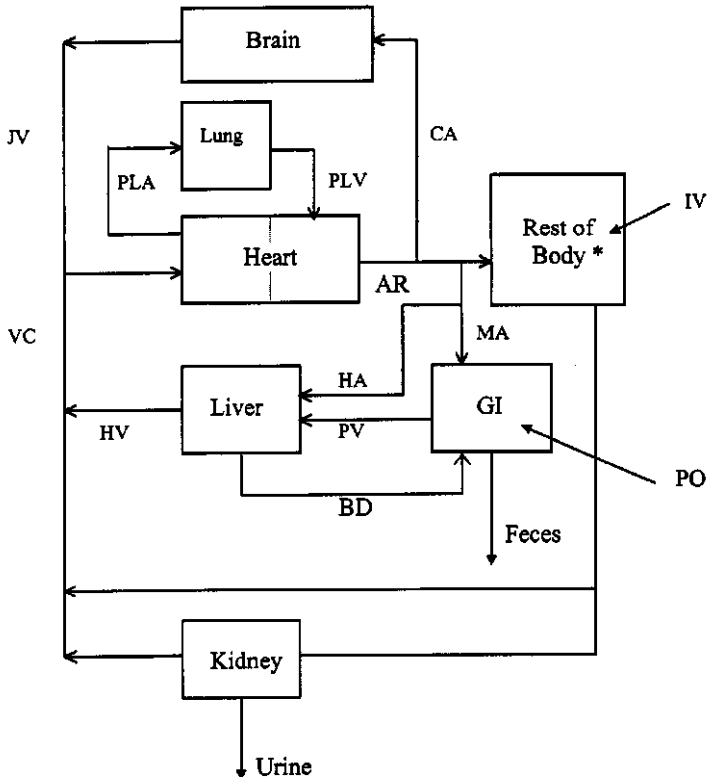 Brain
JV
Lung
CA
PLA
PLV
IV
Rest of
Body *
Heart
AR
VC
MA
HA
Liver
GI
HV
PV
PO
BD
Feces
Kidney
Urine